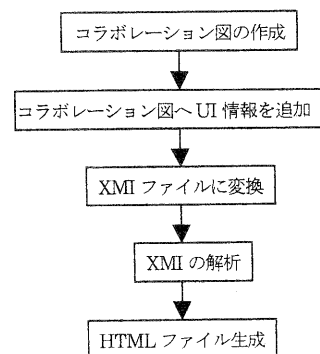 コラボレーション図の作成
コラボレーション図へ UI 情報を追加
XMI ファイルに変換
XMI の解析
HTML ファイル生成